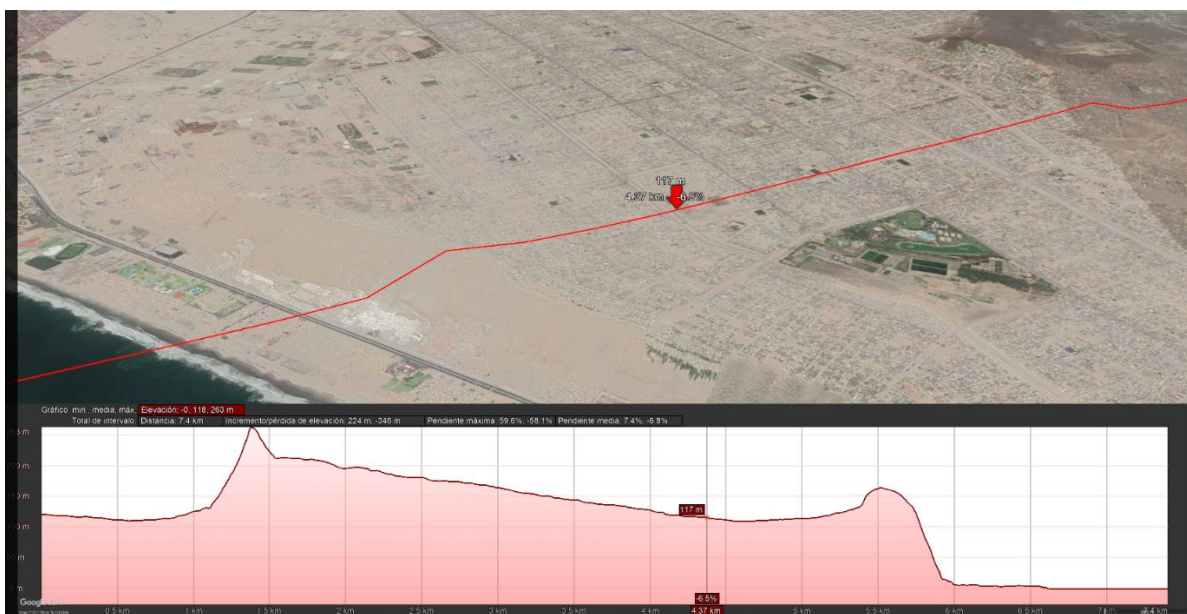 117 m
4.37 km -6.5%
Gráfico, min., media, máx. Elevación: -0, 118, 263 m
Total de intervalo: Distancia: 7.4 km Incremento/pérdida de elevación: 224 m, -346 m Pendiente máxima: 59.6%, -58.1% Pendiente media: 7.4%, -6.8%
117 m
-6.5%
0.5 km 1 km 1.5 km 2 km 2.5 km 3 km 3.5 km 4 km 4.37 km 5 km 5.5 km 6 km 6.5 km 7.4 km